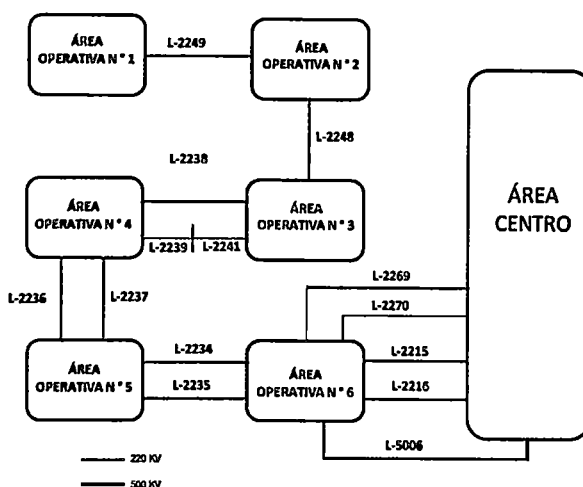 ÁREA
OPERATIVA N° 1
L-2249
ÁREA
OPERATIVA N° 2
L-2248
L-2238
ÁREA
OPERATIVA N° 4
ÁREA
OPERATIVA N° 3
L-2239
L-2241
ÁREA
CENTRO
L-2236
L-2237
L-2269
L-2270
ÁREA
OPERATIVA N° 5
L-2234
L-2235
ÁREA
OPERATIVA N° 6
L-2215
L-2216
L-5006
220 KV
500 KV